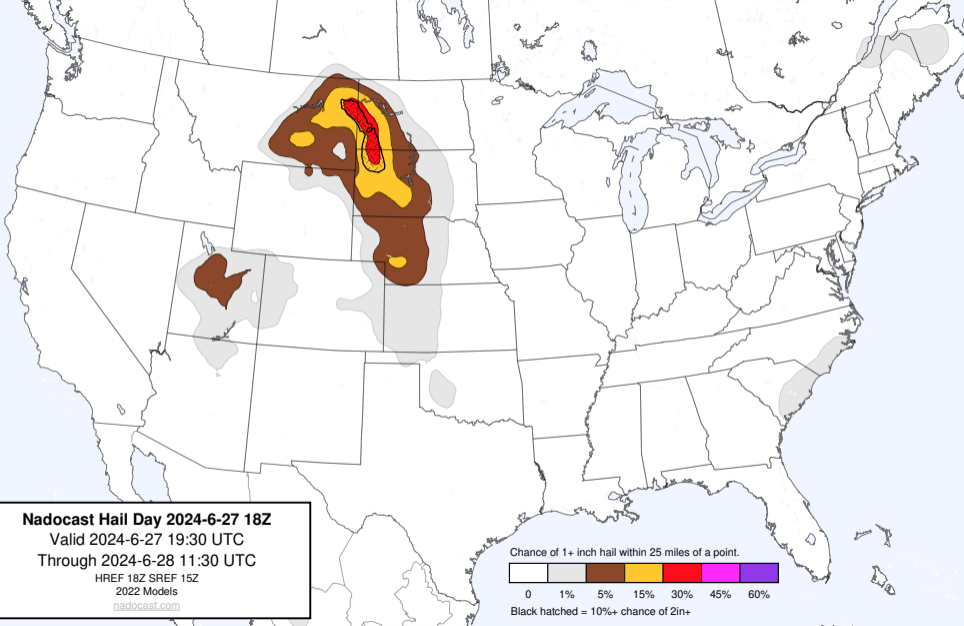 Nadocast Hail Day 2024-6-27 18Z
Valid 2024-6-27 19:30 UTC
Through 2024-6-28 11:30 UTC
HREF 18Z SREF 15Z
2022 Models
nadocast.com
Chance of 1+ inch hail within 25 miles of a point.
0 1% 5% 15% 30% 45% 60%
Black hatched = 10%+ chance of 2in+